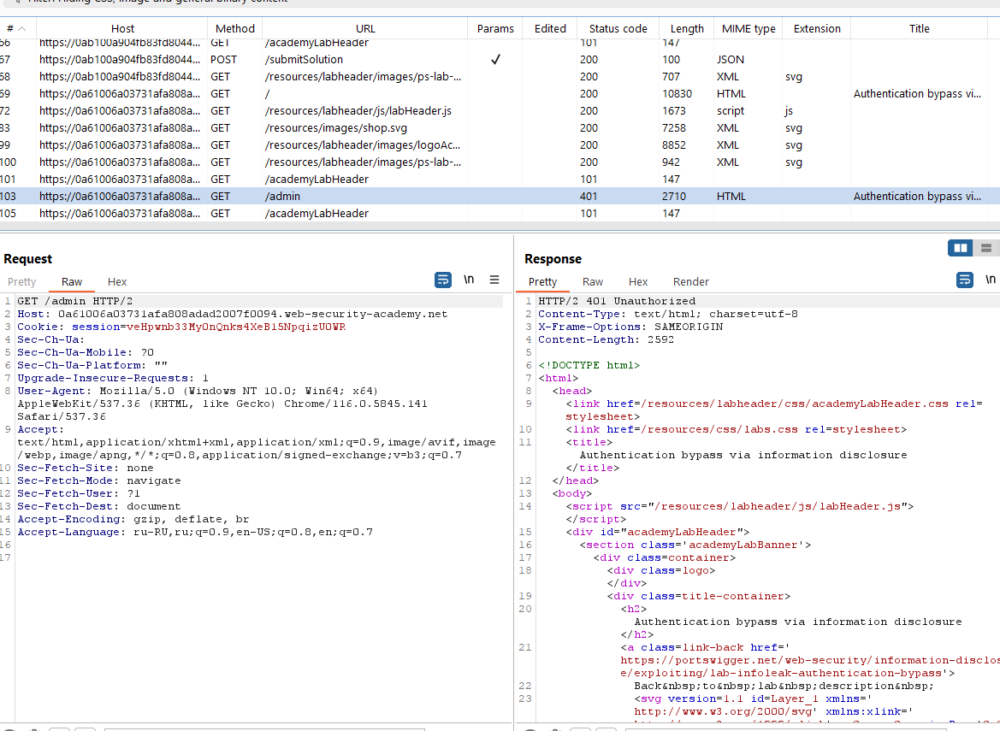 # Host Method URL Params Edited Status code Length MIME type Extension Title
66 https://0ab100a904fb83fd8044... GET /academyLabHeader 101 147
67 https://0ab100a904fb83fd8044... POST /submitSolution ✓ 200 100 JSON
68 https://0ab100a904fb83fd8044... GET /resources/labheader/images/ps-lab-... 200 707 XML svg
69 https://0a61006a03731afa808a... GET / 200 10830 HTML Authentication bypass vi...
72 https://0a61006a03731afa808a... GET /resources/labheader/js/labHeader.js 200 1673 script js
83 https://0a61006a03731afa808a... GET /resources/images/shop.svg 200 7258 XML svg
99 https://0a61006a03731afa808a... GET /resources/labheader/images/logoAc... 200 8852 XML svg
100 https://0a61006a03731afa808a... GET /resources/labheader/images/ps-lab-... 200 942 XML svg
101 https://0a61006a03731afa808a... GET /academyLabHeader 101 147
103 https://0a61006a03731afa808a... GET /admin 401 2710 HTML Authentication bypass vi...
105 https://0a61006a03731afa808a... GET /academyLabHeader 101 147
Request
Pretty Raw Hex \n
1 GET /admin HTTP/2
2 Host: 0a61006a03731afa808adad2007f0094.web-security-academy.net
3 Cookie: session=veHpwnb33MyOnQnks4XeB15NpqizUOWR
4 Sec-Ch-Ua:
5 Sec-Ch-Ua-Mobile: ?0
6 Sec-Ch-Ua-Platform: ""
7 Upgrade-Insecure-Requests: 1
8 User-Agent: Mozilla/5.0 (Windows NT 10.0; Win64; x64)
AppleWebKit/537.36 (KHTML, like Gecko) Chrome/116.0.5845.141
Safari/537.36
9 Accept:
text/html,application/xhtml+xml,application/xml;q=0.9,image/avif,image
/webp,image/apng,*/*;q=0.8,application/signed-exchange;v=b3;q=0.7
10 Sec-Fetch-Site: none
11 Sec-Fetch-Mode: navigate
12 Sec-Fetch-User: ?1
13 Sec-Fetch-Dest: document
14 Accept-Encoding: gzip, deflate, br
15 Accept-Language: ru-RU,ru;q=0.9,en-US;q=0.8,en;q=0.7
16
17
Response
Pretty Raw Hex Render \n
1 HTTP/2 401 Unauthorized
2 Content-Type: text/html; charset=utf-8
3 X-Frame-Options: SAMEORIGIN
4 Content-Length: 2592
5
6 <!DOCTYPE html>
7 <html>
8 <head>
9 <link href=/resources/labheader/css/academyLabHeader.css rel=
stylesheet>
10 <link href=/resources/css/labs.css rel=stylesheet>
11 <title>
Authentication bypass via information disclosure
</title>
12 </head>
13 <body>
14 <script src="/resources/labheader/js/labHeader.js">
</script>
15 <div id="academyLabHeader">
16 <section class='academyLabBanner'>
17 <div class=container>
18 <div class=logo>
</div>
19 <div class=title-container>
20 <h2>
Authentication bypass via information disclosure
</h2>
21 <a class=link-back href='
https://portswigger.net/web-security/information-disclos
e/exploiting/lab-infoleak-authentication-bypass'>
22 Back&nbsp;to&nbsp;lab&nbsp;description&nbsp;
23 <svg version=1.1 id=Layer_1 xmlns='
http://www.w3.org/2000/svg' xmlns:xlink='